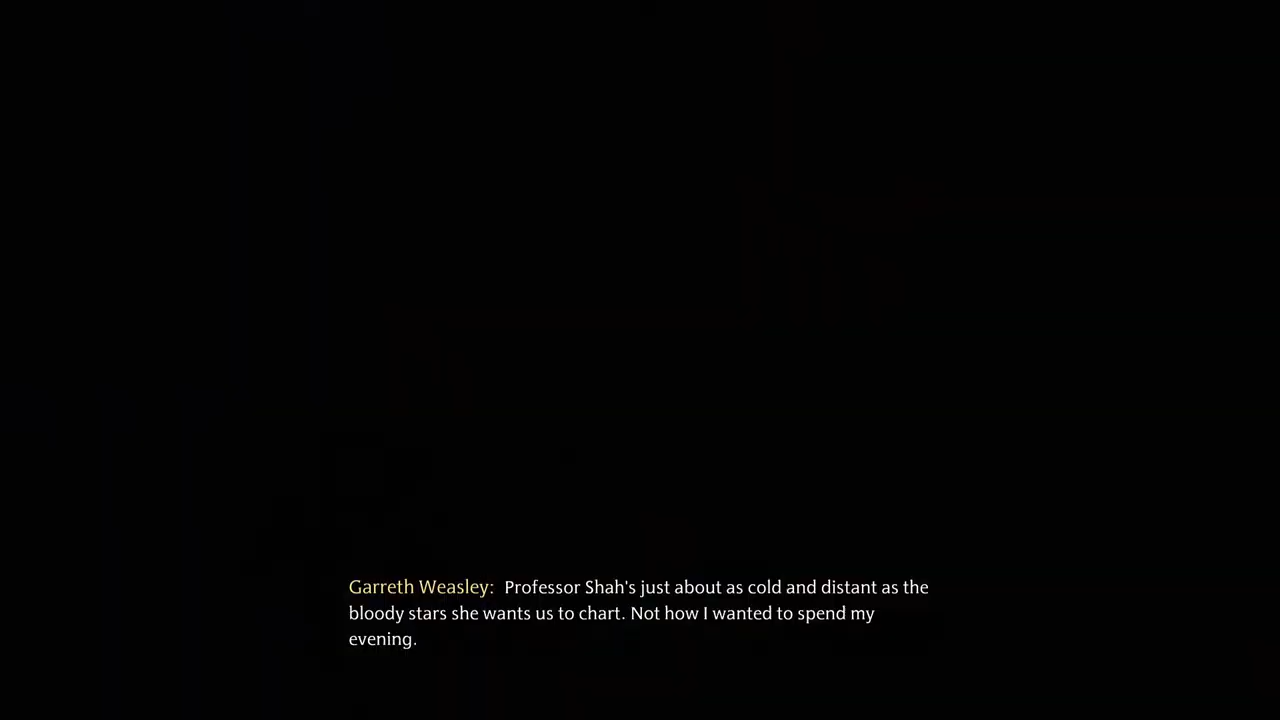 Garreth Weasley: Professor Shah's just about as cold and distant as the
bloody stars she wants us to chart. Not how I wanted to spend my
evening.